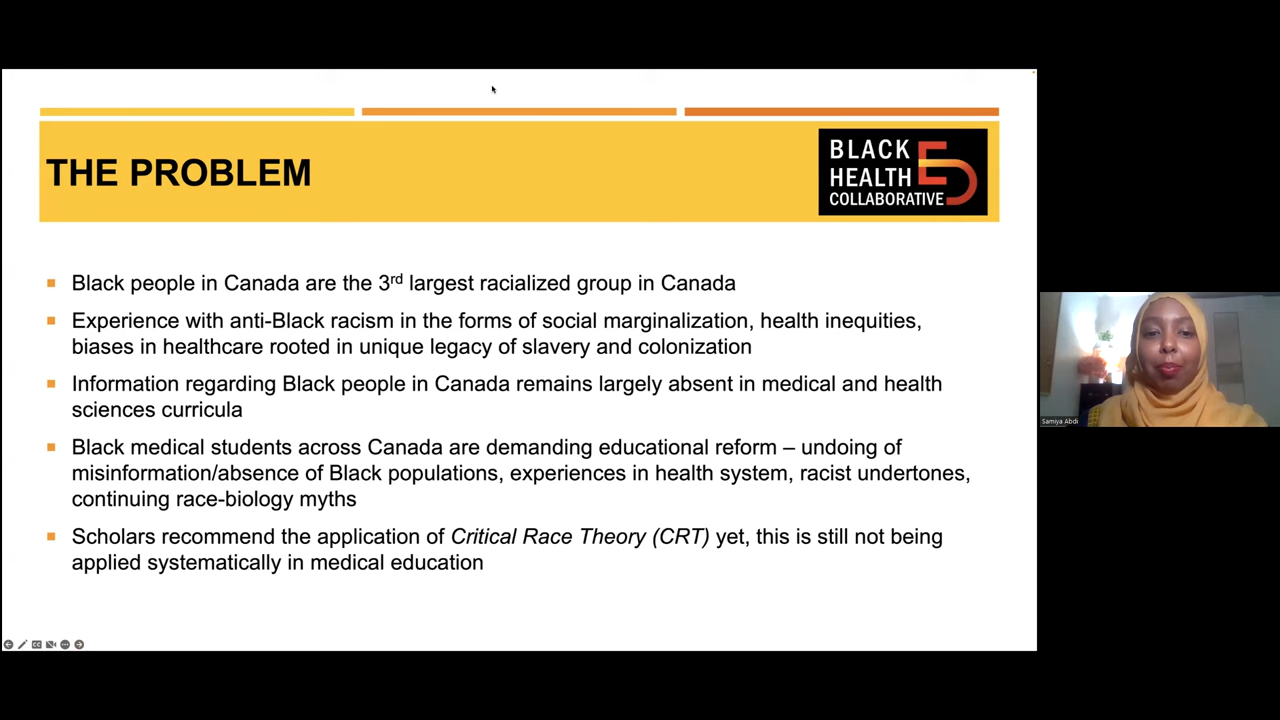 THE PROBLEM
BLACK
HEALTH
COLLABORATIVE
▪ Black people in Canada are the 3rd largest racialized group in Canada
▪ Experience with anti-Black racism in the forms of social marginalization, health inequities,
biases in healthcare rooted in unique legacy of slavery and colonization
▪ Information regarding Black people in Canada remains largely absent in medical and health
sciences curricula
▪ Black medical students across Canada are demanding educational reform – undoing of
misinformation/absence of Black populations, experiences in health system, racist undertones,
continuing race-biology myths
▪ Scholars recommend the application of Critical Race Theory (CRT) yet, this is still not being
applied systematically in medical education
Samiya Abdi